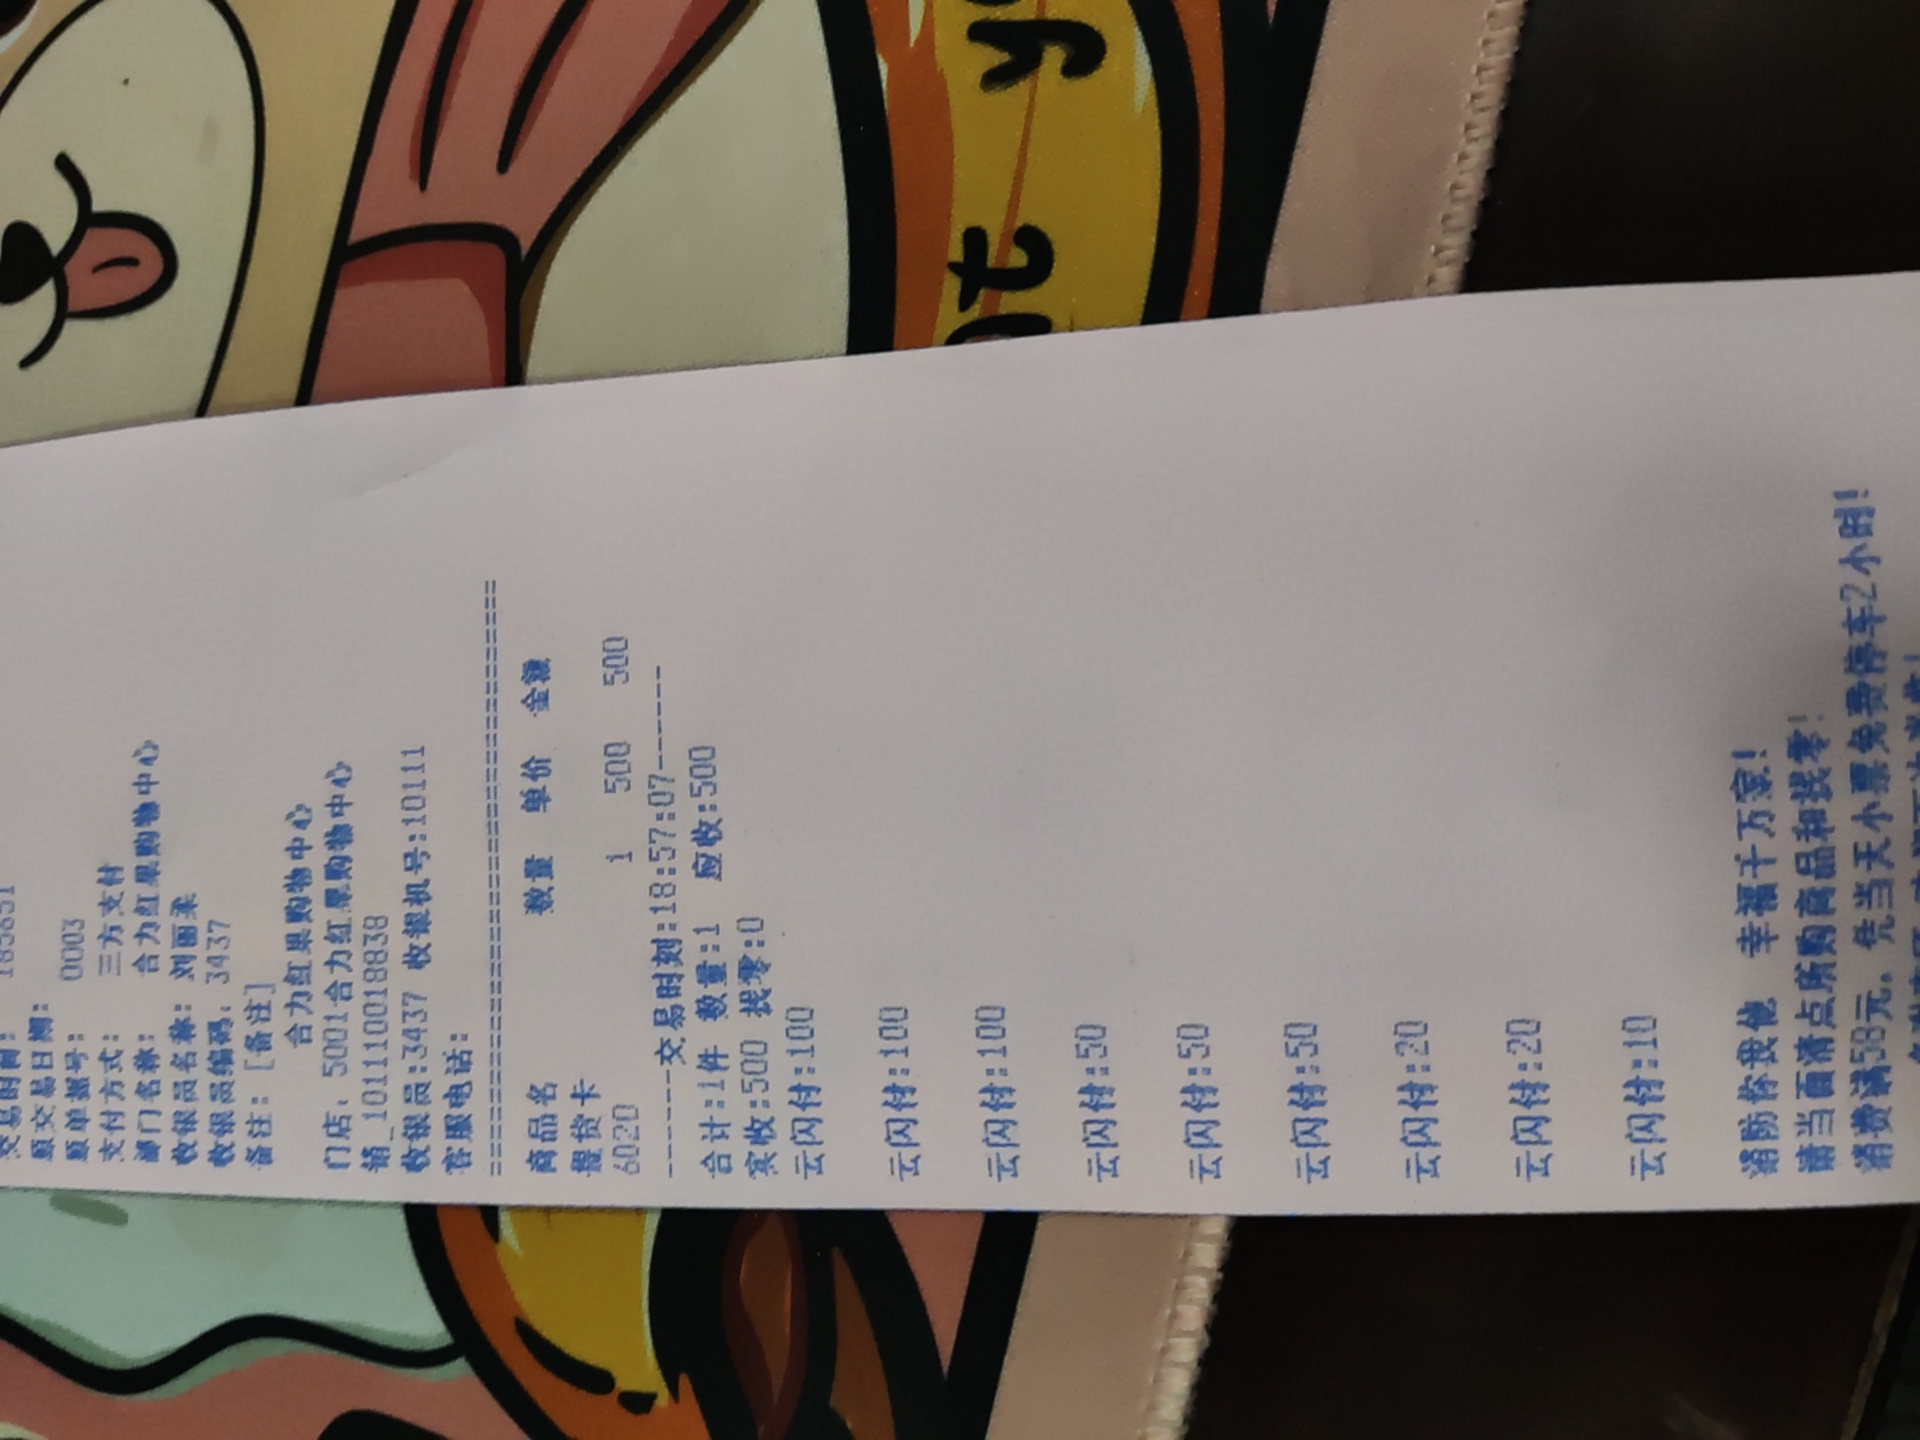 交易时间: 185651
原交易日期:
原单据号: 0003
支付方式: 三方支付
部门名称: 合力红果购物中心
收银员名称: 刘丽柔
收银员编码: 3437
备注: [备注]
合力红果购物中心
门店: 5001合力红果购物中心
销_101110018838
收银员:3437 收银机号:10111
客服电话:
==============================
商品名 数量 单价 金额
提货卡
6020 1 500 500
------交易时刻:18:57:07------
合计:1件 数量:1 应收:500
实收:500 找零:0
云闪付:100
云闪付:100
云闪付:100
云闪付:50
云闪付:50
云闪付:50
云闪付:20
云闪付:20
云闪付:10
消防你我他 幸福千万家!
请当面清点所购商品和找零!
消费满58元, 凭当天小票免费停车2小时!
yo
ot